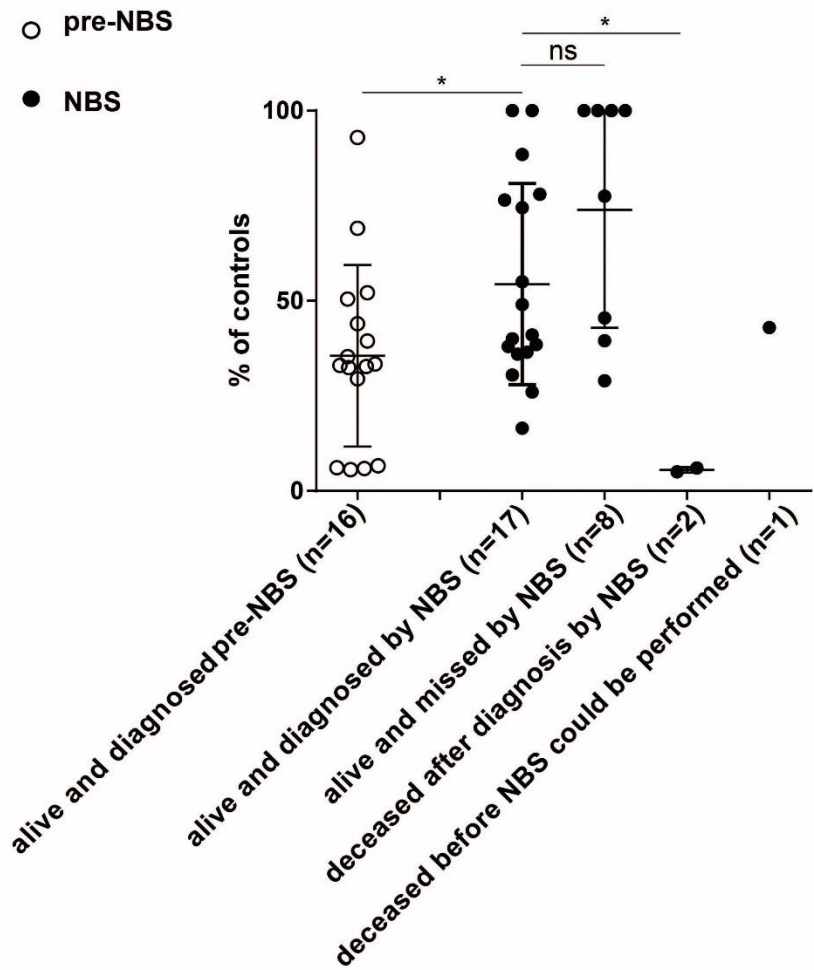 pre-NBS
NBS
*
ns
*
% of controls
100
50
0
alive and diagnosed pre-NBS (n=16)
alive and diagnosed by NBS (n=17)
alive and missed by NBS (n=8)
deceased after diagnosis by NBS (n=2)
deceased before NBS could be performed (n=1)